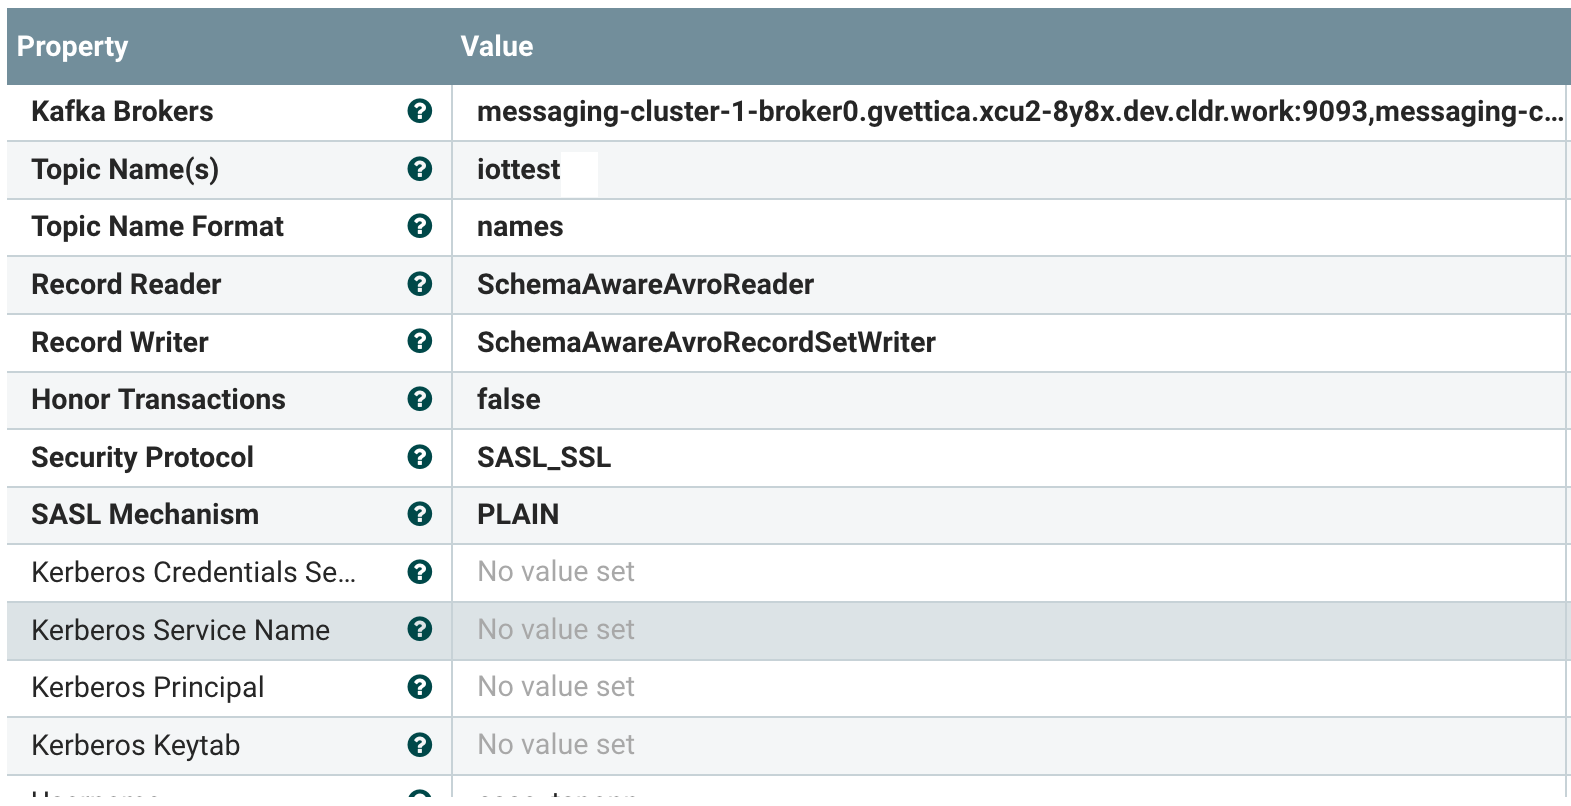 Property Value
Kafka Brokers ? messaging-cluster-1-broker0.gvettica.xcu2-8y8x.dev.cldr.work:9093,messaging-c...
Topic Name(s) ? iottest
Topic Name Format ? names
Record Reader ? SchemaAwareAvroReader
Record Writer ? SchemaAwareAvroRecordSetWriter
Honor Transactions ? false
Security Protocol ? SASL_SSL
SASL Mechanism ? PLAIN
Kerberos Credentials Se... ? No value set
Kerberos Service Name ? No value set
Kerberos Principal ? No value set
Kerberos Keytab ? No value set